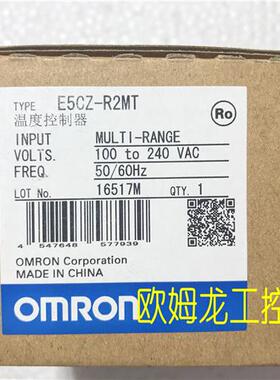 TYPE E5CZ-R2MT
温度控制器
Ro
INPUT MULTI-RANGE
VOLTS. 100 to 240 VAC
FREQ. 50/60Hz
LOT No. 16517M QTY. 1
4 547648 577939
OMRON Corporation
MADE IN CHINA
OMRON
欧姆龙工控